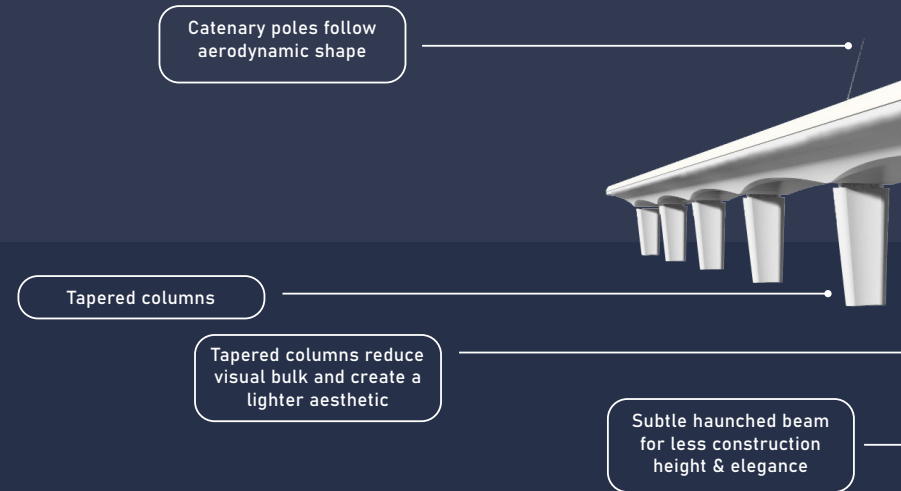 Catenary poles follow
aerodynamic shape
Tapered columns
Tapered columns reduce
visual bulk and create a
lighter aesthetic
Subtle haunched beam
for less construction
height & elegance